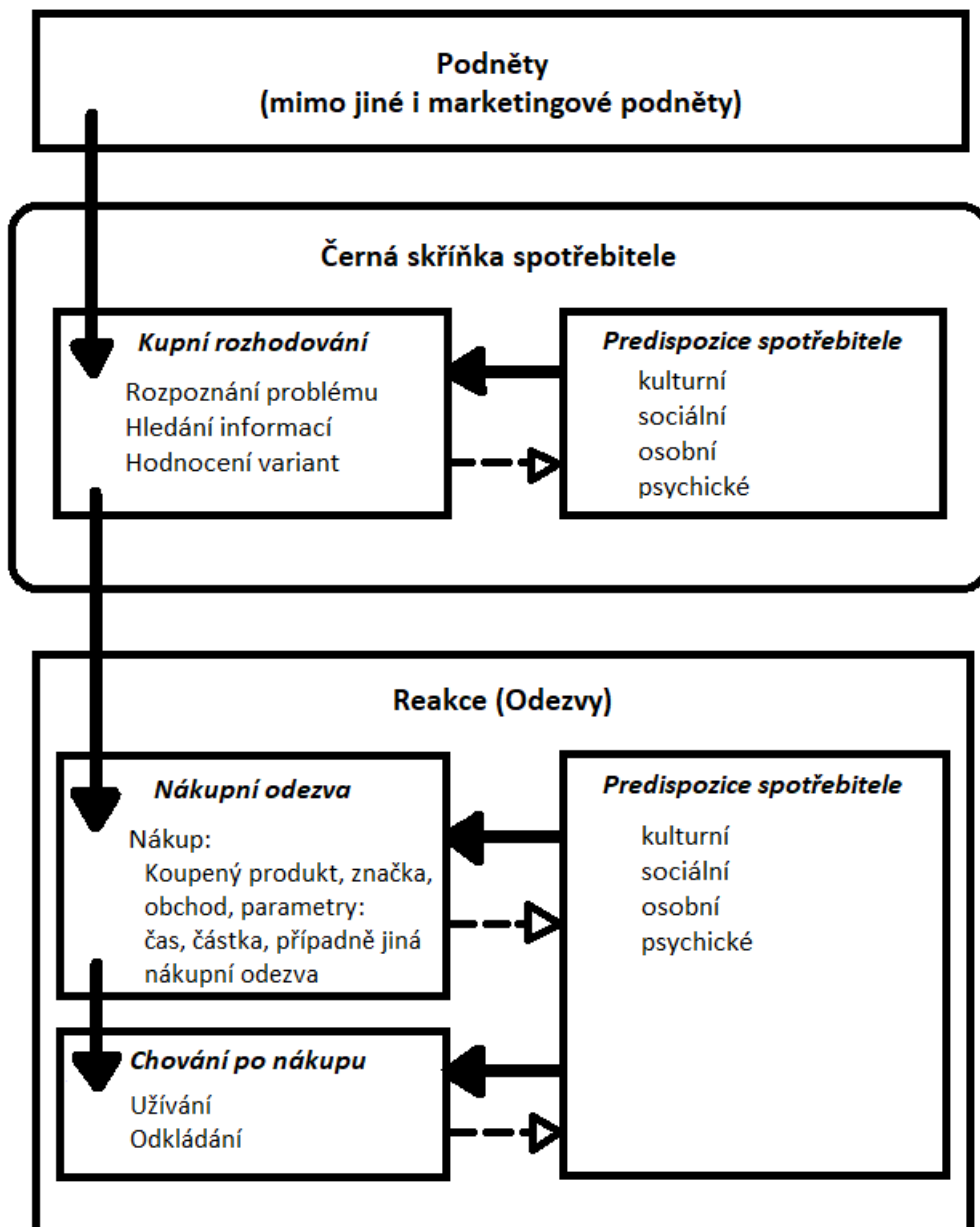 Podněty
(mimo jiné i marketingové podněty)
Černá skříňka spotřebitele
Kupní rozhodování
Rozpoznání problému
Hledání informací
Hodnocení variant
Predispozice spotřebitele
kulturní
sociální
osobní
psychické
Reakce (Odezvy)
Nákupní odezva
Nákup:
Koupený produkt, značka,
obchod, parametry:
čas, částka, případně jiná
nákupní odezva
Predispozice spotřebitele
kulturní
sociální
osobní
psychické
Chování po nákupu
Užívání
Odkládání